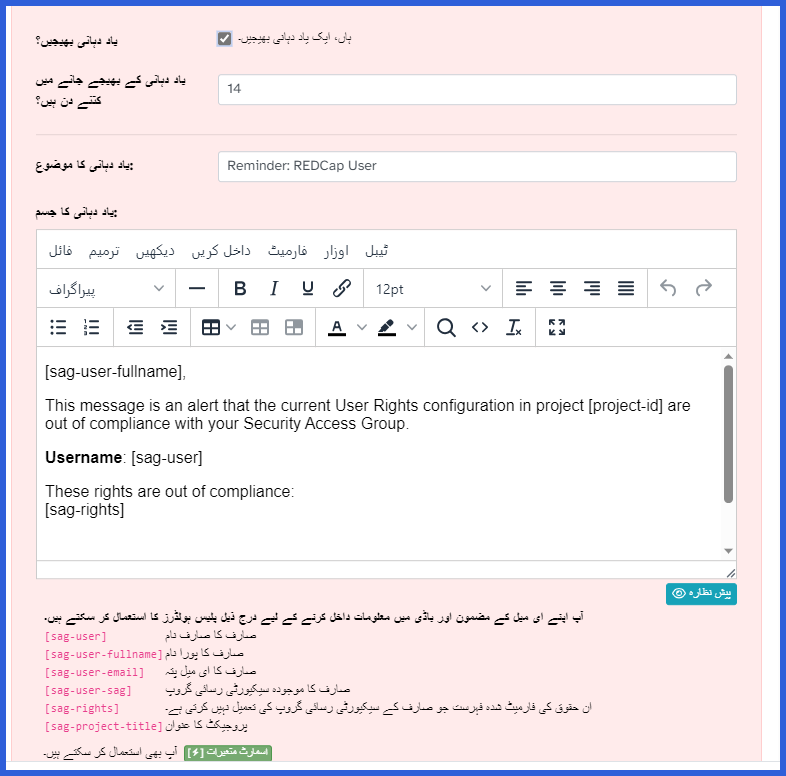 یاد دہانی بھیجیں؟
ہاں، ایک یاد دہانی بھیجیں۔
یاد دہانی کے بھیجے جانے میں
کتنے دن ہیں؟
14
یاد دہانی کا موضوع:
Reminder: REDCap User
یاد دہانی کا جسم:
فائل ترمیم دیکھیں داخل کریں فارمیٹ اوزار ٹیبل
پیراگراف B I U 12pt
A
[sag-user-fullname],
This message is an alert that the current User Rights configuration in project [project-id] are
out of compliance with your Security Access Group.
Username: [sag-user]
These rights are out of compliance:
[sag-rights]
پیش نظارہ
آپ اپنے ای میل کے مضمون اور باڈی میں معلومات داخل کرنے کے لیے درج ذیل پلیس ہولڈرز کا استعمال کر سکتے ہیں۔
[sag-user] صارف کا صارف نام
[sag-user-fullname] صارف کا پورا نام
[sag-user-email] صارف کا ای میل پتہ
[sag-user-sag] صارف کا موجودہ سیکیورٹی رسائی گروپ
[sag-rights] ان حقوق کی فارمیٹ شدہ فہرست جو صارف کے سیکیورٹی رسائی گروپ کی تعمیل نہیں کرتی ہے۔
[sag-project-title] پروجیکٹ کا عنوان
آپ بھی استعمال کر سکتے ہیں۔ [⚡] اسمارٹ متغیرات